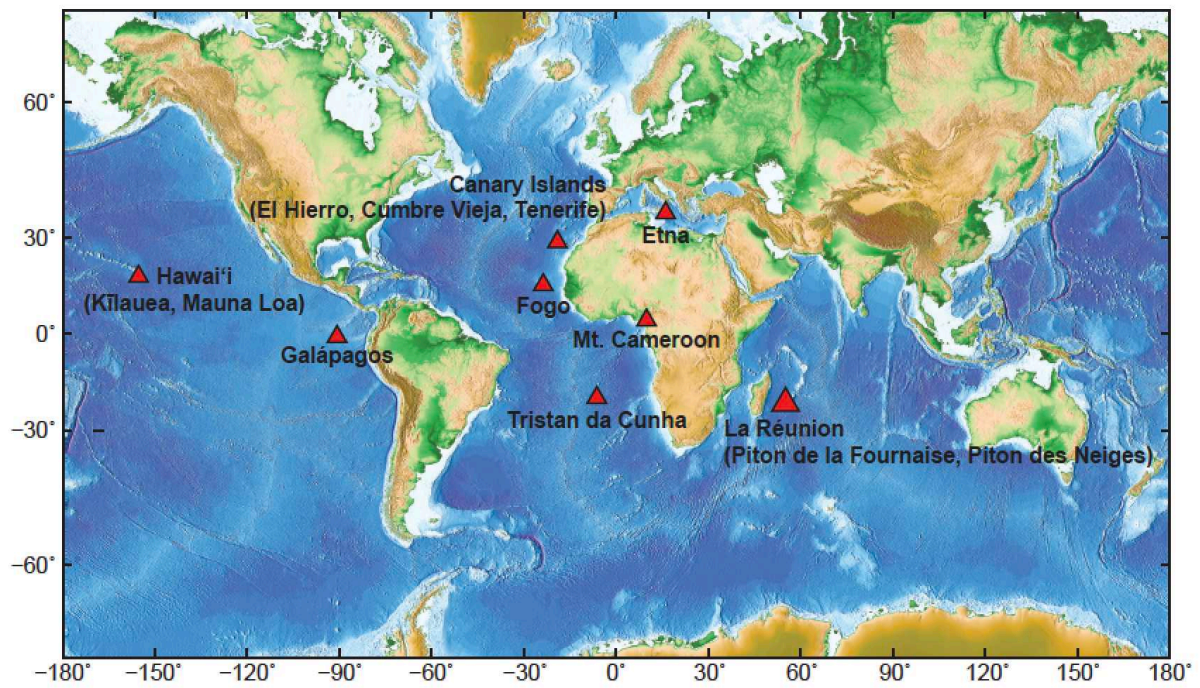 60˚
30˚
0˚
−30˚
−60˚
Canary Islands
(El Hierro, Cumbre Vieja, Tenerife)
Etna
Hawai‘i
(Kīlauea, Mauna Loa)
Fogo
Mt. Cameroon
Galápagos
Tristan da Cunha
La Réunion
(Piton de la Fournaise, Piton des Neiges)
−180˚ −150˚ −120˚ −90˚ −60˚ −30˚ 0˚ 30˚ 60˚ 90˚ 120˚ 150˚ 180˚